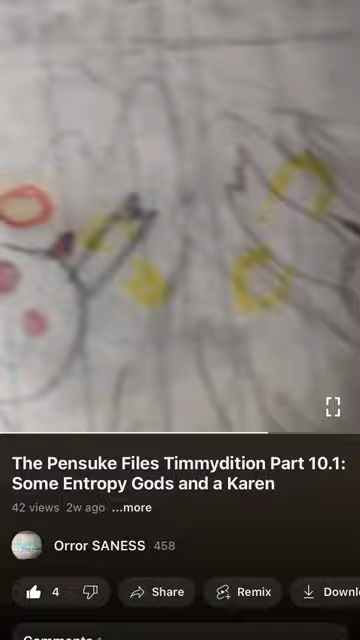 The Pensuke Files Timmydition Part 10.1:
Some Entropy Gods and a Karen
42 views 2w ago ...more
Orror SANESS 458
4 Share Remix Downl
Comments